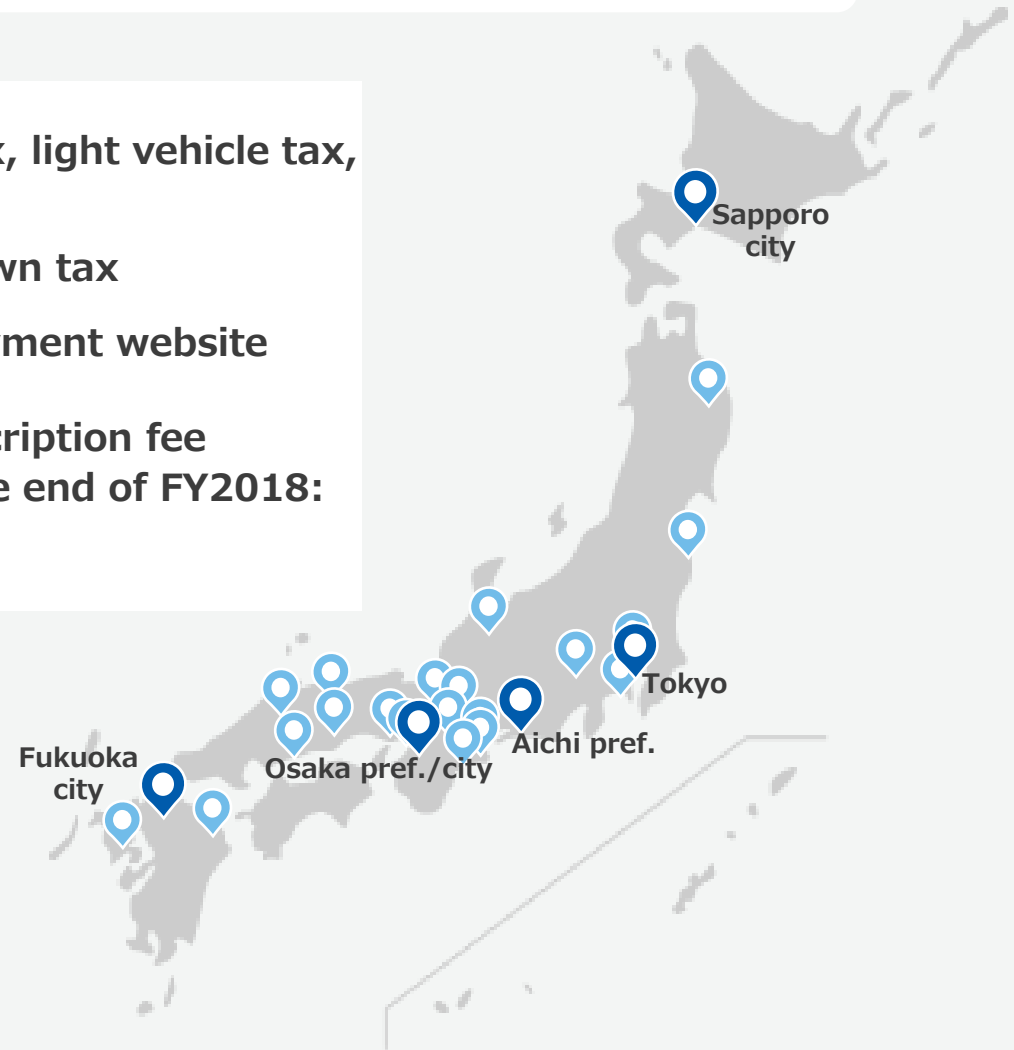 x, light vehicle tax,
wn tax
ment website
ription fee
e end of FY2018:
Sapporo
city
Tokyo
Aichi pref.
Osaka pref./city
Fukuoka
city